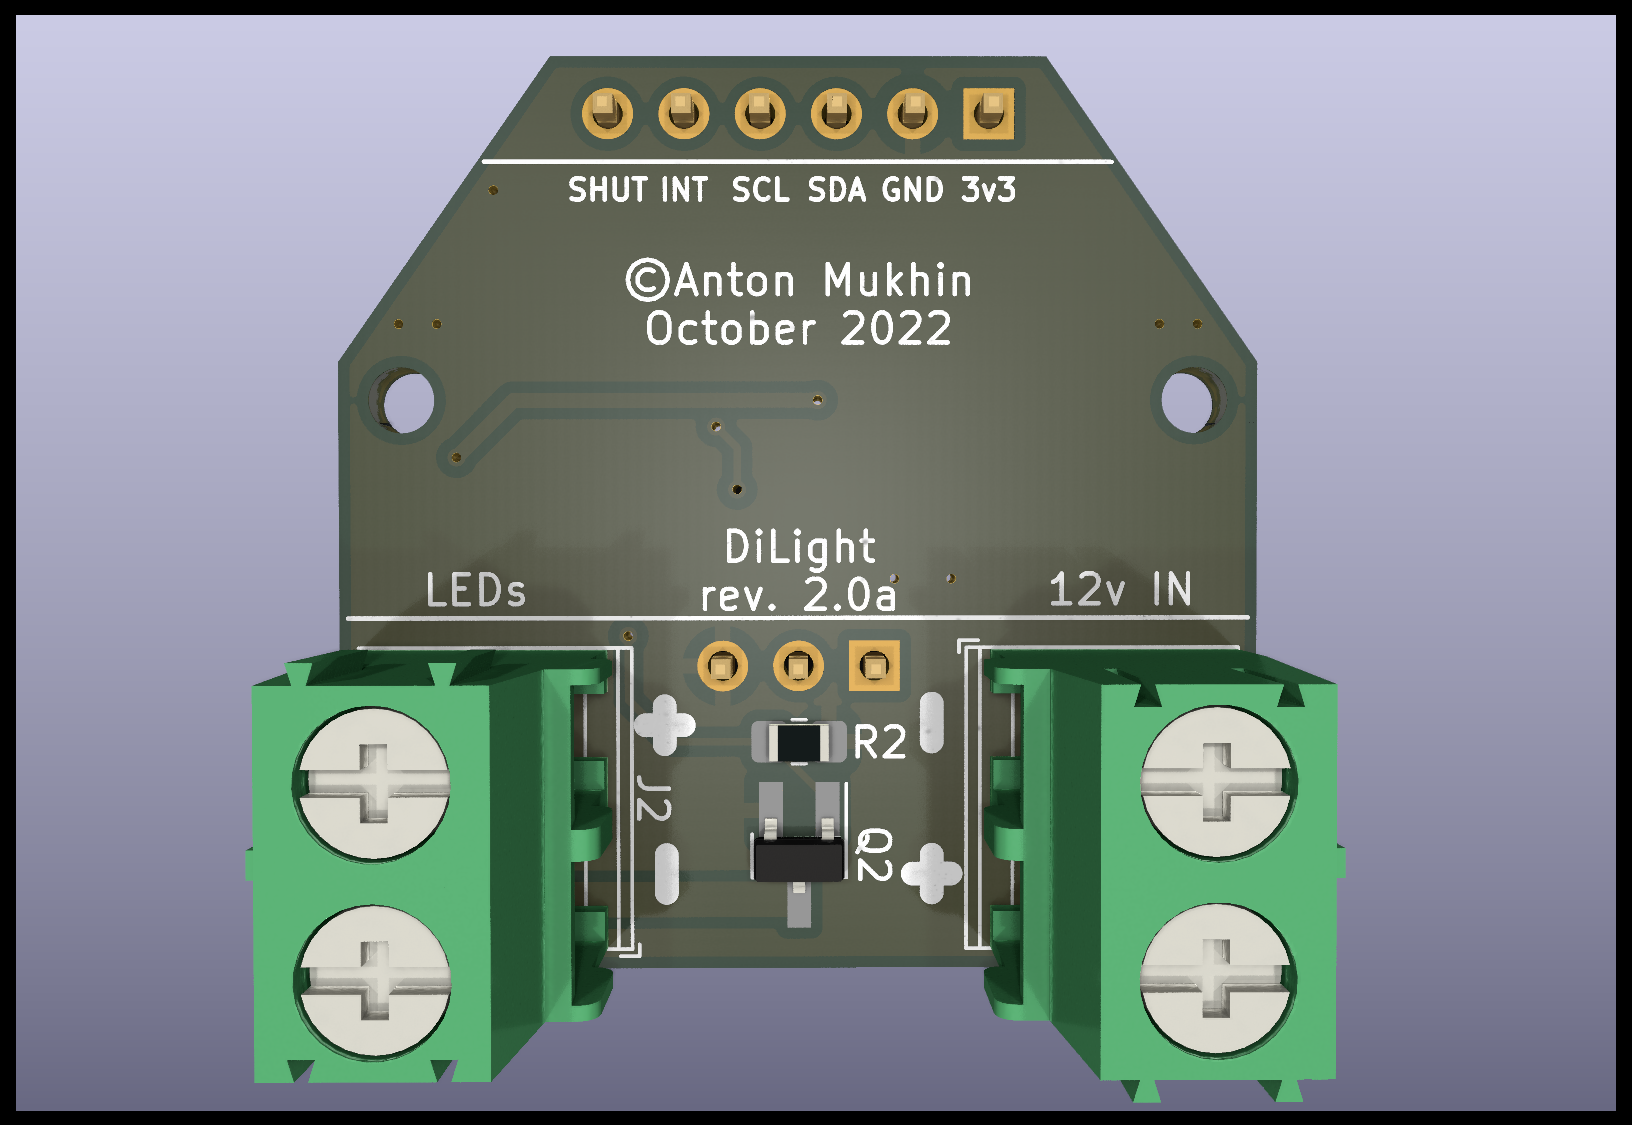 SHUT INT SCL SDA GND 3v3
©Anton Mukhin
October 2022
DiLight
LEDs
rev. 2.0a
12v IN
R2
J2
Q2